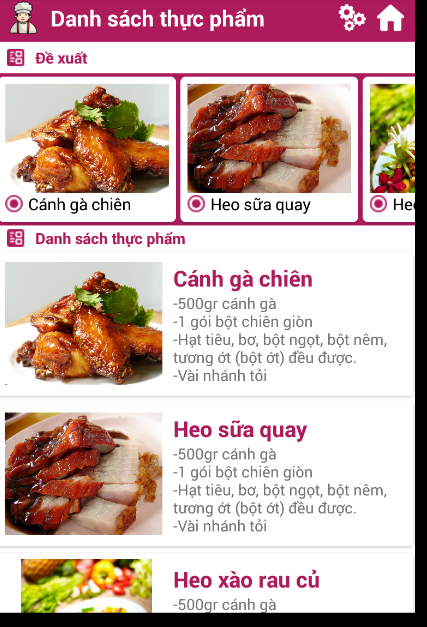 Danh sách thực phẩm
Đề xuất
Cánh gà chiên
Heo sữa quay
Danh sách thực phẩm
Cánh gà chiên
-500gr cánh gà
-1 gói bột chiên giòn
-Hạt tiêu, bơ, bột ngọt, bột nêm,
tương ớt (bột ớt) đều được.
-Vài nhánh tỏi
Heo sữa quay
-500gr cánh gà
-1 gói bột chiên giòn
-Hạt tiêu, bơ, bột ngọt, bột nêm,
tương ớt (bột ớt) đều được.
-Vài nhánh tỏi
Heo xào rau củ
-500gr cánh gà